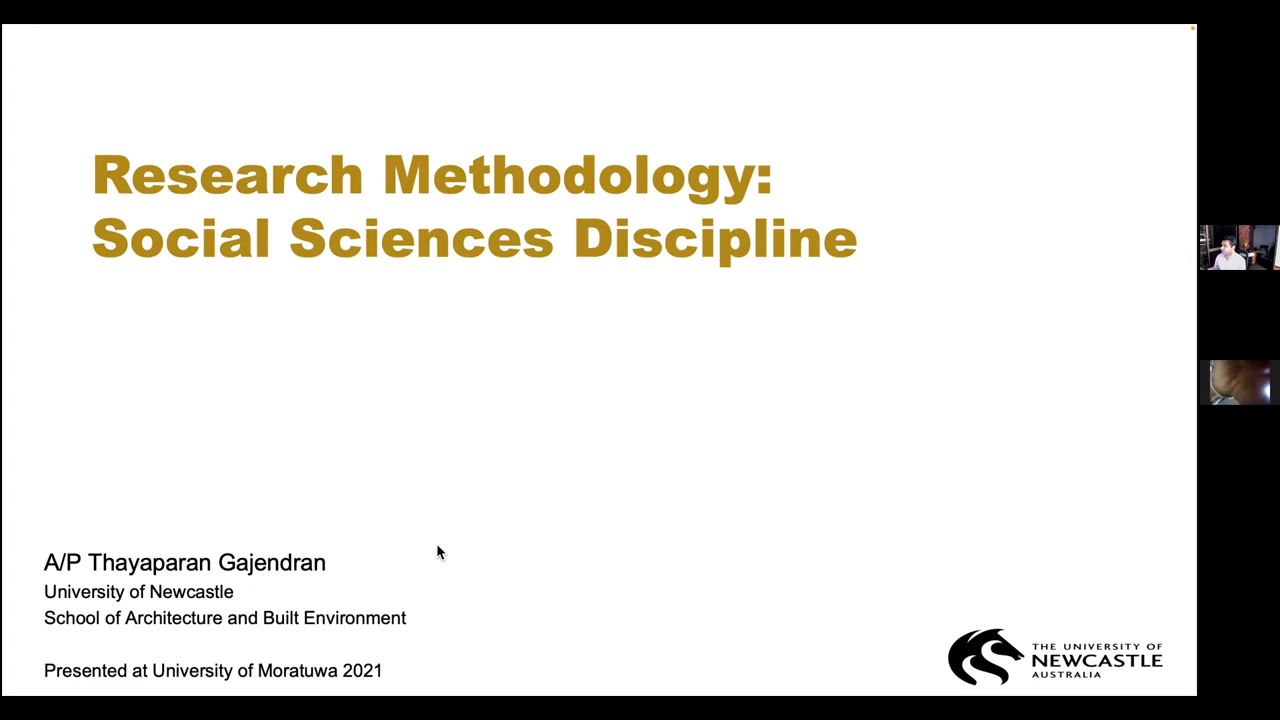 Research Methodology:
Social Sciences Discipline
A/P Thayaparan Gajendran
University of Newcastle
School of Architecture and Built Environment
Presented at University of Moratuwa 2021
THE UNIVERSITY OF
NEWCASTLE
AUSTRALIA